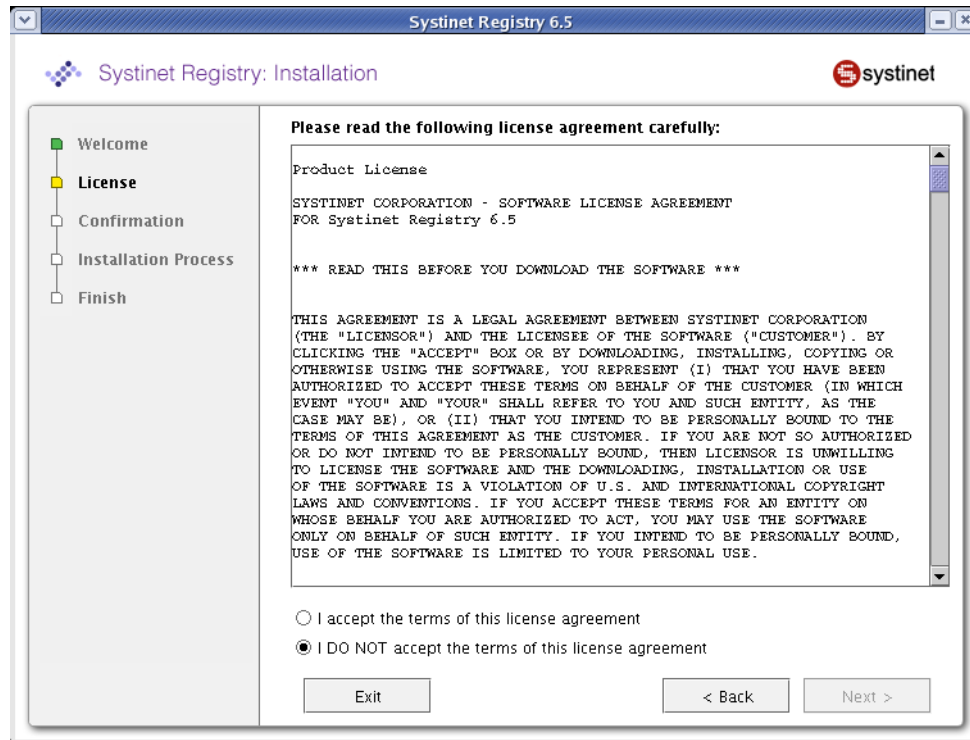 Systinet Registry 6.5
Systinet Registry: Installation
systinet
Welcome
License
Confirmation
Installation Process
Finish
Please read the following license agreement carefully:
Product License
SYSTINET CORPORATION - SOFTWARE LICENSE AGREEMENT
FOR Systinet Registry 6.5
*** READ THIS BEFORE YOU DOWNLOAD THE SOFTWARE ***
THIS AGREEMENT IS A LEGAL AGREEMENT BETWEEN SYSTINET CORPORATION
(THE "LICENSOR") AND THE LICENSEE OF THE SOFTWARE ("CUSTOMER"). BY
CLICKING THE "ACCEPT" BOX OR BY DOWNLOADING, INSTALLING, COPYING OR
OTHERWISE USING THE SOFTWARE, YOU REPRESENT (I) THAT YOU HAVE BEEN
AUTHORIZED TO ACCEPT THESE TERMS ON BEHALF OF THE CUSTOMER (IN WHICH
EVENT "YOU" AND "YOUR" SHALL REFER TO YOU AND SUCH ENTITY, AS THE
CASE MAY BE), OR (II) THAT YOU INTEND TO BE PERSONALLY BOUND TO THE
TERMS OF THIS AGREEMENT AS THE CUSTOMER. IF YOU ARE NOT SO AUTHORIZED
OR DO NOT INTEND TO BE PERSONALLY BOUND, THEN LICENSOR IS UNWILLING
TO LICENSE THE SOFTWARE AND THE DOWNLOADING, INSTALLATION OR USE
OF THE SOFTWARE IS A VIOLATION OF U.S. AND INTERNATIONAL COPYRIGHT
LAWS AND CONVENTIONS. IF YOU ACCEPT THESE TERMS FOR AN ENTITY ON
WHOSE BEHALF YOU ARE AUTHORIZED TO ACT, YOU MAY USE THE SOFTWARE
ONLY ON BEHALF OF SUCH ENTITY. IF YOU INTEND TO BE PERSONALLY BOUND,
USE OF THE SOFTWARE IS LIMITED TO YOUR PERSONAL USE.
I accept the terms of this license agreement
I DO NOT accept the terms of this license agreement
Exit
< Back
Next >